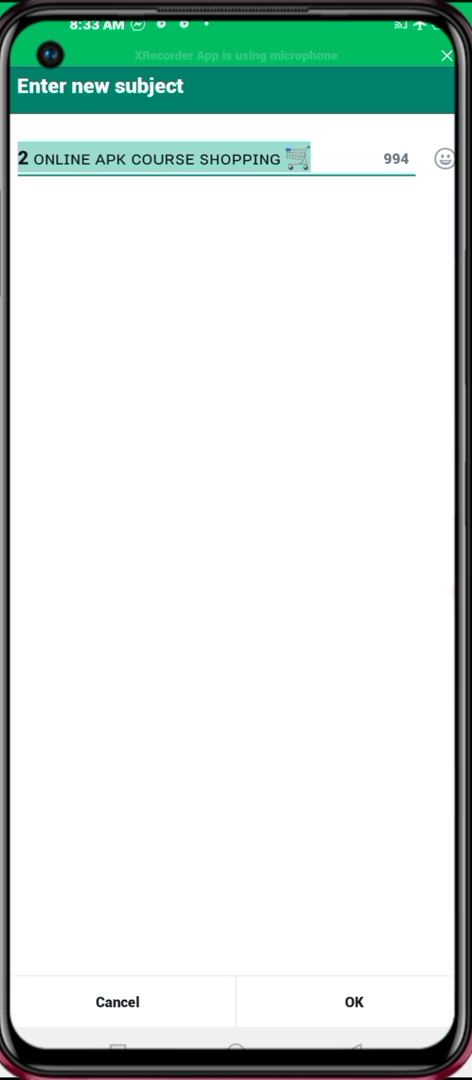 8:33 AM
XRecorder App is using microphone
Enter new subject
2 ONLINE APK COURSE SHOPPING 🛒
994
Cancel
OK